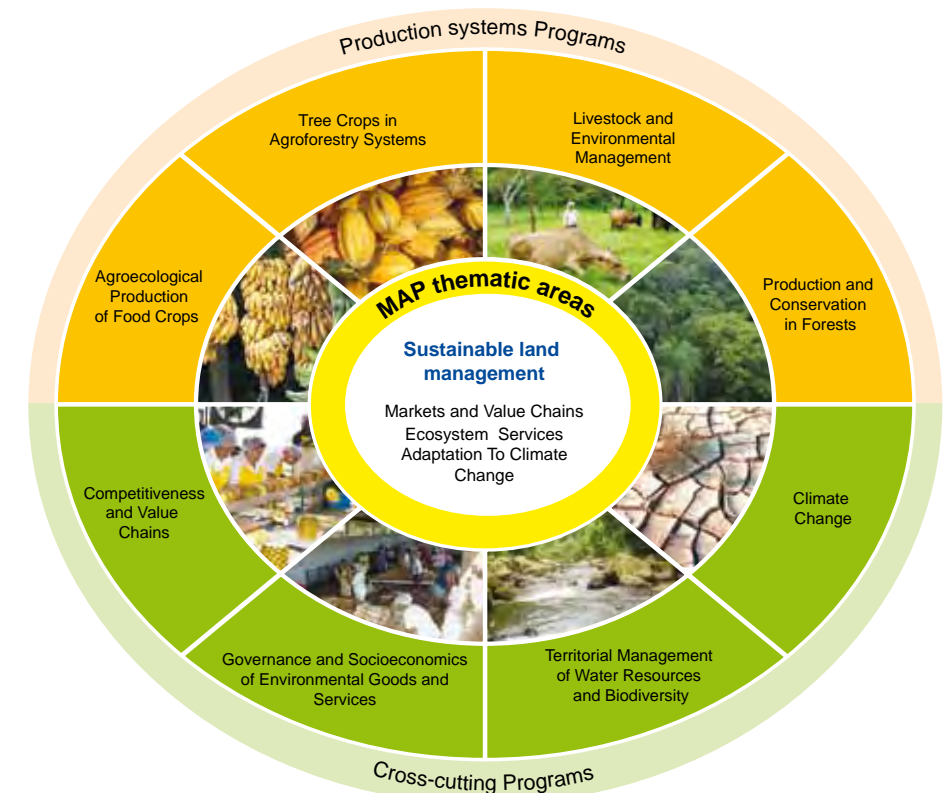 Production systems Programs
Tree Crops in
Agroforestry Systems
Livestock and
Environmental
Management
Agroecological
Production
of Food Crops
Production and
Conservation
in Forests
MAP thematic areas
Sustainable land
management
Markets and Value Chains
Ecosystem Services
Adaptation To Climate
Change
Competitiveness
and Value
Chains
Climate
Change
Governance and Socioeconomics
of Environmental Goods and
Services
Territorial Management
of Water Resources
and Biodiversity
Cross-cutting Programs